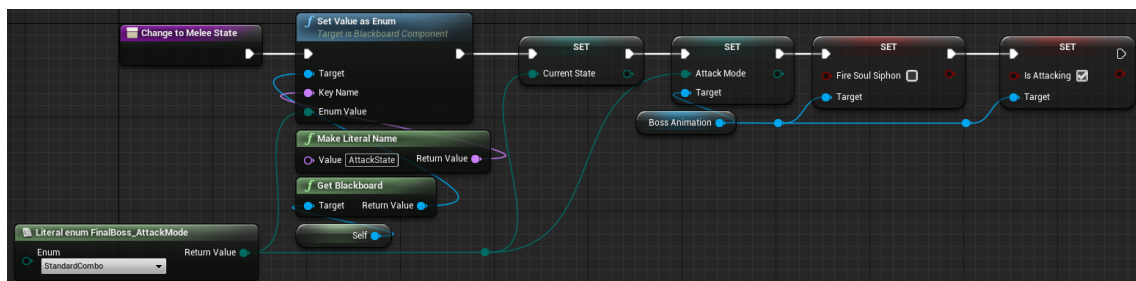 Change to Melee State
f Set Value as Enum
Target is Blackboard Component
Target
Key Name
Enum Value
SET
Current State
SET
Attack Mode
Target
SET
Fire Soul Siphon
Target
SET
Is Attacking
Target
Boss Animation
f Make Literal Name
Value AttackState Return Value
f Get Blackboard
Target Return Value
Self
Literal enum FinalBoss_AttackMode
Enum Return Value
StandardCombo